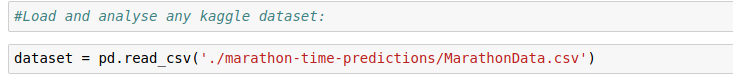 #Load and analyse any kaggle dataset:
dataset = pd.read_csv('./marathon-time-predictions/MarathonData.csv')